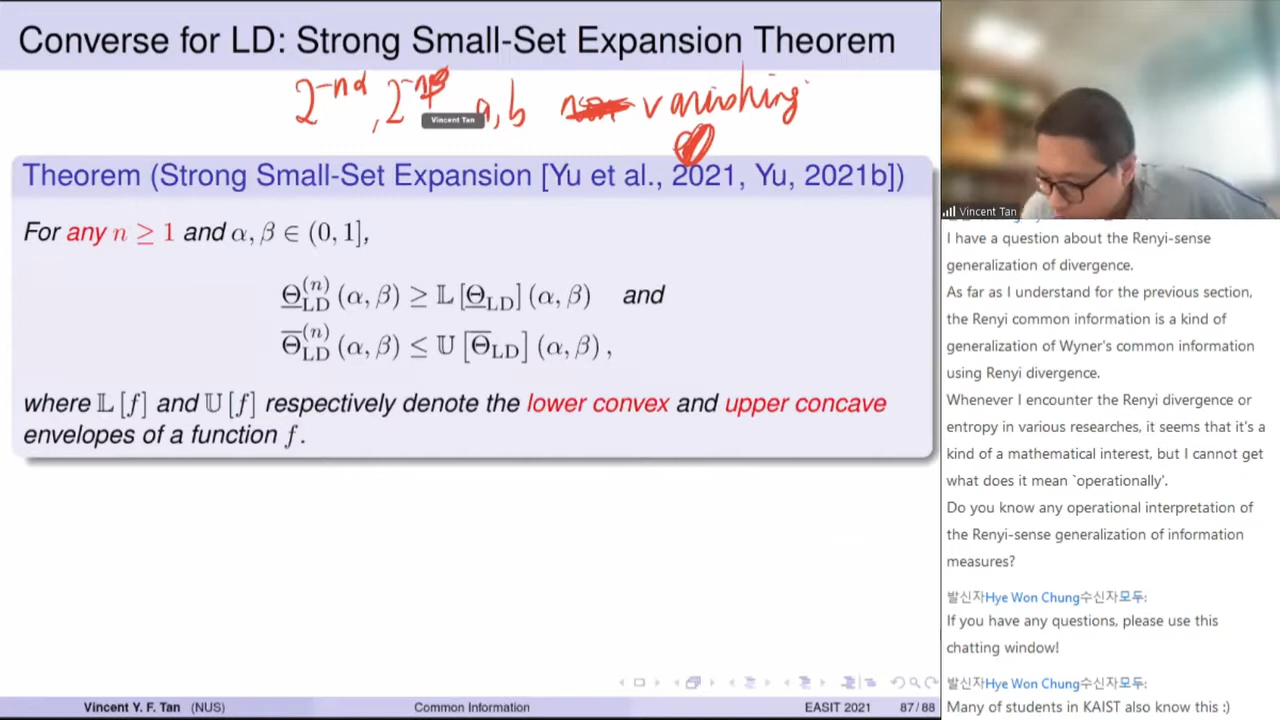 Converse for LD: Strong Small-Set Expansion Theorem
2^{-nα}, 2^{-nβ} a, b vanishing
Vincent Tan
Theorem (Strong Small-Set Expansion [Yu et al., 2021, Yu, 2021b])
For any n ≥ 1 and α, β ∈ (0, 1],
Θ̲_{LD}^{(n)} (α, β) ≥ 𝕃 [Θ̲_{LD}] (α, β) and
Θ̅_{LD}^{(n)} (α, β) ≤ 𝕌 [Θ̅_{LD}] (α, β) ,
where 𝕃 [f] and 𝕌 [f] respectively denote the lower convex and upper concave
envelopes of a function f.
Vincent Y. F. Tan (NUS) Common Information EASIT 2021 87 / 88
Vincent Tan
I have a question about the Renyi-sense
generalization of divergence.
As far as I understand for the previous section,
the Renyi common information is a kind of
generalization of Wyner's common information
using Renyi divergence.
Whenever I encounter the Renyi divergence or
entropy in various researches, it seems that it's a
kind of a mathematical interest, but I cannot get
what does it mean `operationally'.
Do you know any operational interpretation of
the Renyi-sense generalization of information
measures?
발신자Hye Won Chung수신자모두:
If you have any questions, please use this
chatting window!
발신자Hye Won Chung수신자모두:
Many of students in KAIST also know this :)